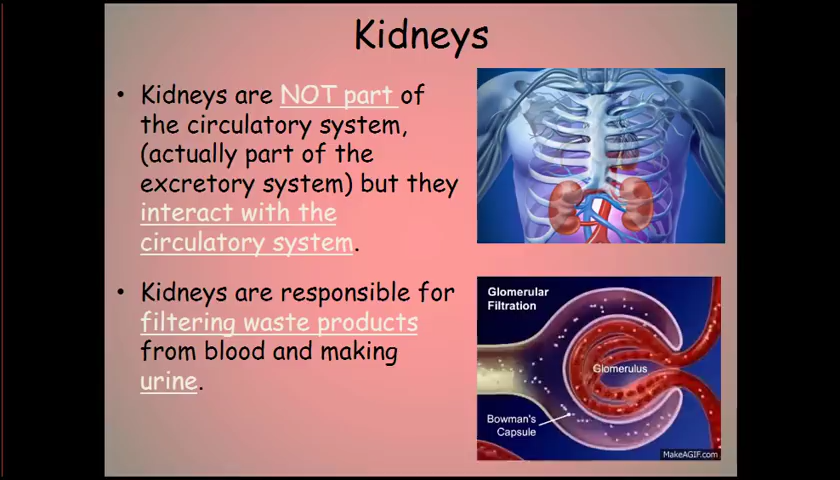 Kidneys
• Kidneys are NOT part of
the circulatory system,
(actually part of the
excretory system) but they
interact with the
circulatory system.
• Kidneys are responsible for
filtering waste products
from blood and making
urine.
Glomerular
Filtration
Glomerulus
Bowman's
Capsule
MakeAGIF.com